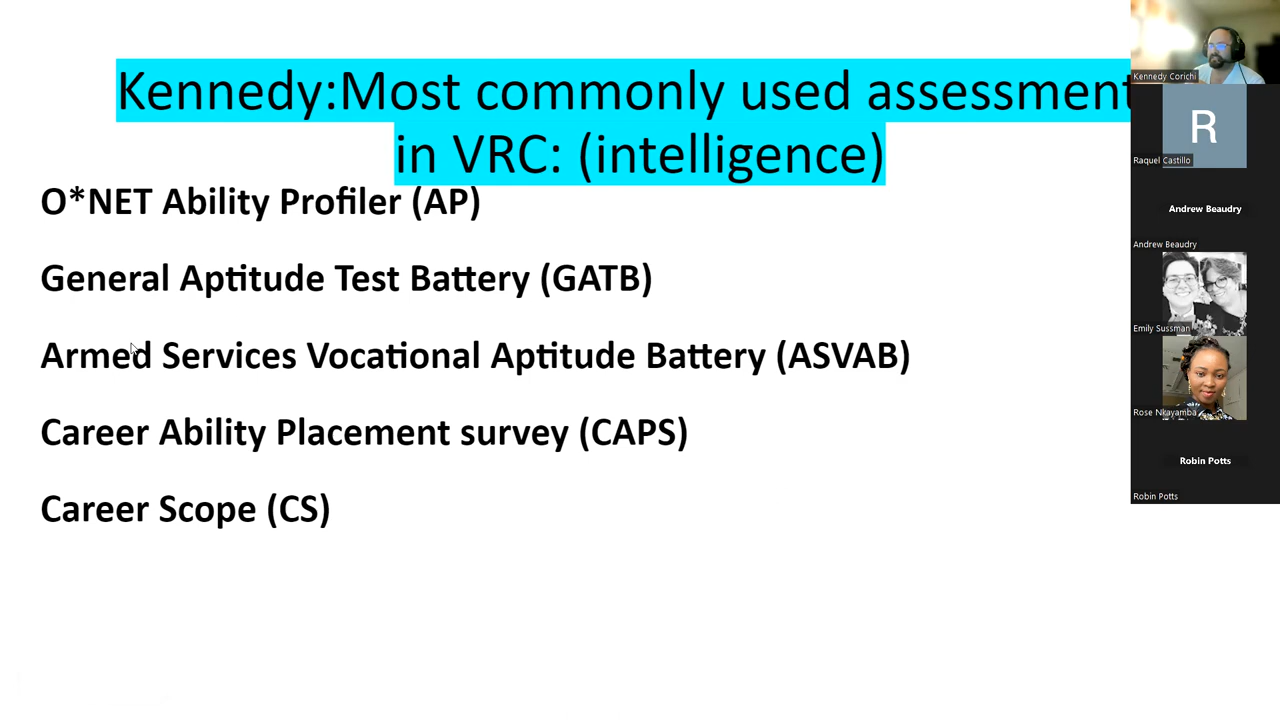 Kennedy:Most commonly used assessment
in VRC: (intelligence)
O*NET Ability Profiler (AP)
General Aptitude Test Battery (GATB)
Armed Services Vocational Aptitude Battery (ASVAB)
Career Ability Placement survey (CAPS)
Career Scope (CS)
Kennedy Corichi
R
Raquel Castillo
Andrew Beaudry
Andrew Beaudry
Emily Sussman
Rose Nkayamba
Robin Potts
Robin Potts